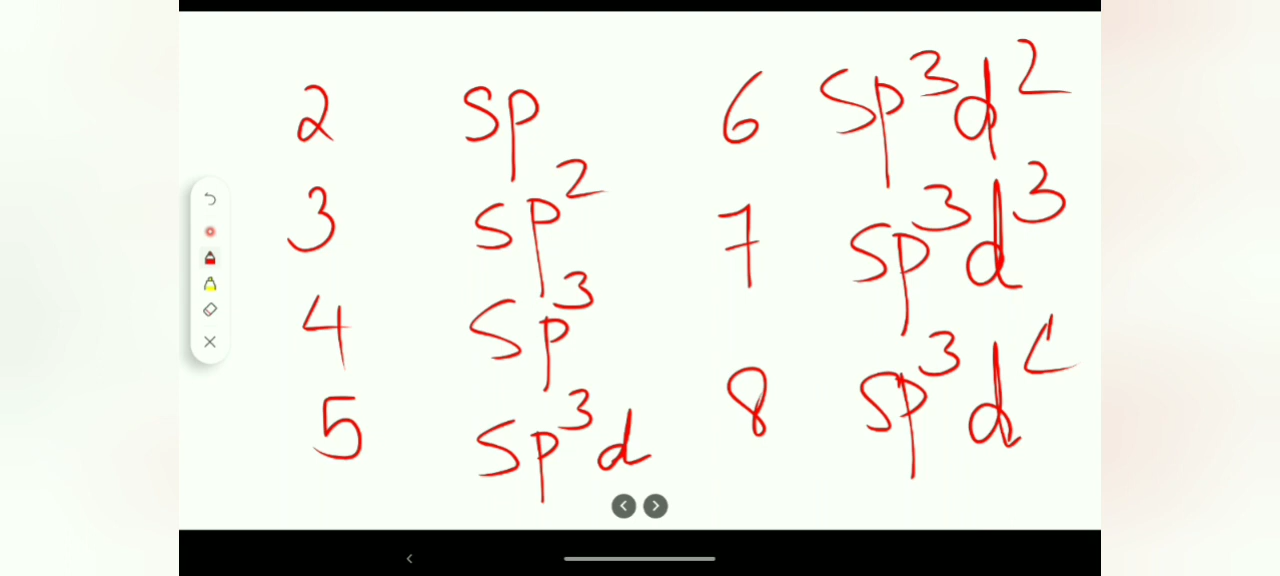 2 sp
3 sp²
4 sp³
5 sp³d
6 sp³d²
7 sp³d³
8 sp³d